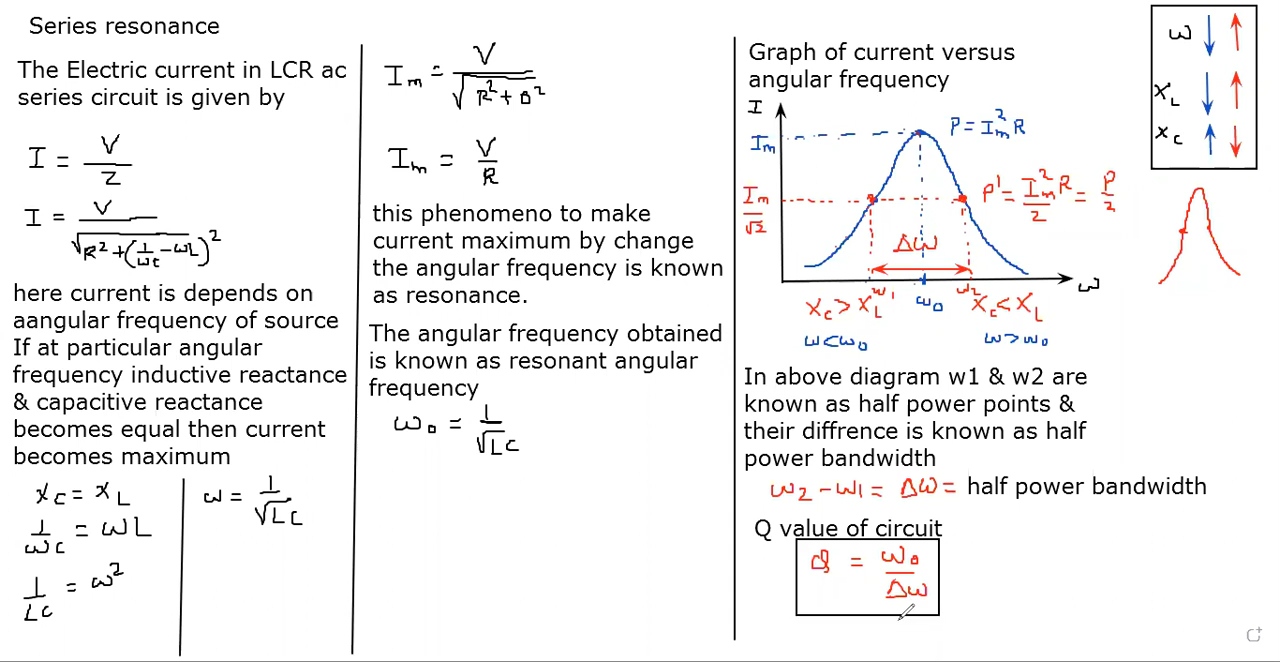 Series resonance
The Electric current in LCR ac
series circuit is given by
I = V/Z
I = V/√R²+(1/ωC - ωL)²
here current is depends on
aangular frequency of source
If at particular angular
frequency inductive reactance
& capacitive reactance
becomes equal then current
becomes maximum
XC = XL
1/ωC = ωL
1/LC = ω²
ω = 1/√LC
Im = V/√R²+0²
Im = V/R
this phenomeno to make
current maximum by change
the angular frequency is known
as resonance.
The angular frequency obtained
is known as resonant angular
frequency
ω0 = 1/√LC
Graph of current versus
angular frequency
I
Im
P = Im²R
Im/√2
P' = Im²R/2 = P/2
Δω
ω1 ω0 ω2 ω
XC > XL XC < XL
ω<ω0 ω>ω0
In above diagram w1 & w2 are
known as half power points &
their diffrence is known as half
power bandwidth
ω2 - ω1 = Δω = half power bandwidth
Q value of circuit
Q = ω0/Δω
ω ↓ ↑
XL ↓ ↑
XC ↑ ↓